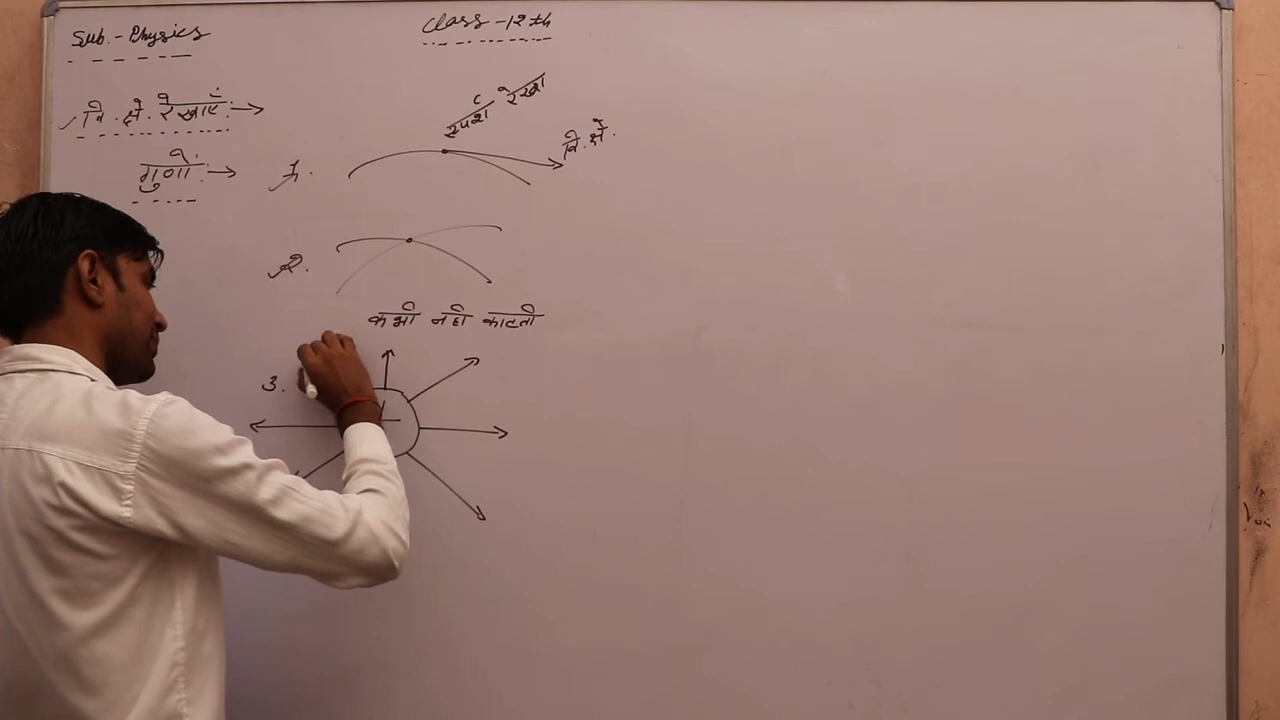 Sub.- Physics
Class -12th
वि. क्षे. रेखाएं :→
स्पर्श रेखा
वि. क्षे.
गुणों :→
1.
2.
कभी नही काटती
3.
+